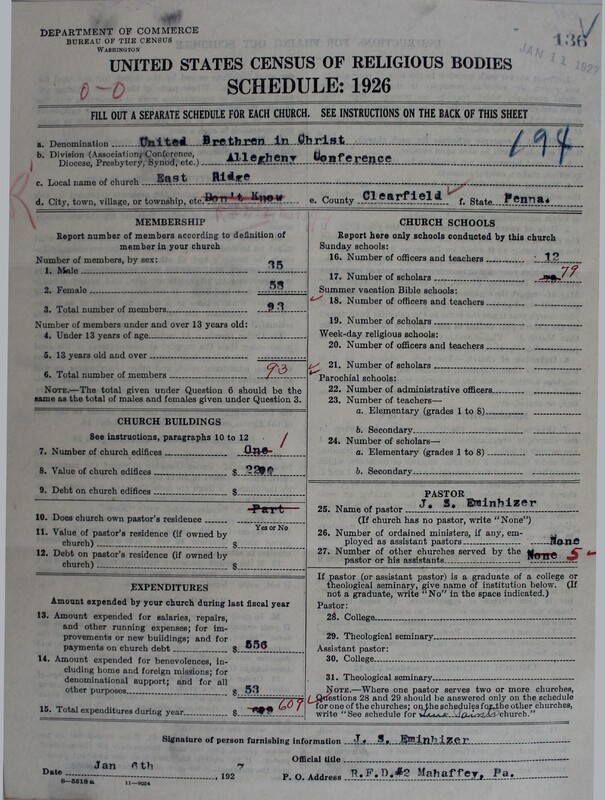 DEPARTMENT OF COMMERCE
BUREAU OF THE CENSUS
WASHINGTON
136
JAN 11 1927
UNITED STATES CENSUS OF RELIGIOUS BODIES
SCHEDULE: 1926
0-0
FILL OUT A SEPARATE SCHEDULE FOR EACH CHURCH. SEE INSTRUCTIONS ON THE BACK OF THIS SHEET
194
a. Denomination United Brethren in Christ
b. Division (Association, Conference, Diocese, Presbytery, Synod, etc.) Allegheny Conference
c. Local name of church East Ridge
d. City, town, village, or township, etc. Don't Know e. County Clearfield f. State Penna.
MEMBERSHIP
Report number of members according to definition of
member in your church
Number of members, by sex:
1. Male 35
2. Female 58
3. Total number of members 93
Number of members under and over 13 years old:
4. Under 13 years of age
5. 13 years old and over
6. Total number of members 93
NOTE.—The total given under Question 6 should be the
same as the total of males and females given under Question 3.
CHURCH BUILDINGS
See instructions, paragraphs 10 to 12
7. Number of church edifices One 1
8. Value of church edifices $ 2200
9. Debt on church edifices $
10. Does church own pastor's residence Part
Yes or No
11. Value of pastor's residence (if owned by
church) $
12. Debt on pastor's residence (if owned by
church) $
EXPENDITURES
Amount expended by your church during last fiscal year
13. Amount expended for salaries, repairs,
and other running expenses; for im-
provements or new buildings; and for
payments on church debt $ 556
14. Amount expended for benevolences, in-
cluding home and foreign missions; for
denominational support; and for all
other purposes $ 53
15. Total expenditures during year $ 609
CHURCH SCHOOLS
Report here only schools conducted by this church
Sunday schools:
16. Number of officers and teachers 12
17. Number of scholars 79
Summer vacation Bible schools:
18. Number of officers and teachers
19. Number of scholars
Week-day religious schools:
20. Number of officers and teachers
21. Number of scholars
Parochial schools:
22. Number of administrative officers
23. Number of teachers—
a. Elementary (grades 1 to 8)
b. Secondary
24. Number of scholars—
a. Elementary (grades 1 to 8)
b. Secondary
PASTOR
25. Name of pastor J. S. Eminhizer
(If church has no pastor, write "None")
26. Number of ordained ministers, if any, em-
ployed as assistant pastors None
27. Number of other churches served by the
pastor or his assistants None 5
If pastor (or assistant pastor) is a graduate of a college or
theological seminary, give name of institution below. (If
not a graduate, write "No" in the space indicated.)
Pastor:
28. College
29. Theological seminary
Assistant pastor:
30. College
31. Theological seminary
NOTE.—Where one pastor serves two or more churches,
Questions 28 and 29 should be answered only on the schedule
for one of the churches; on the schedules for the other churches,
write "See schedule for church."
Signature of person furnishing information J. S. Eminhizer
Official title
Date Jan 6th, 1927
P. O. Address R.F.D.#2 Mahaffey, Pa.
8—5518a 11—9024